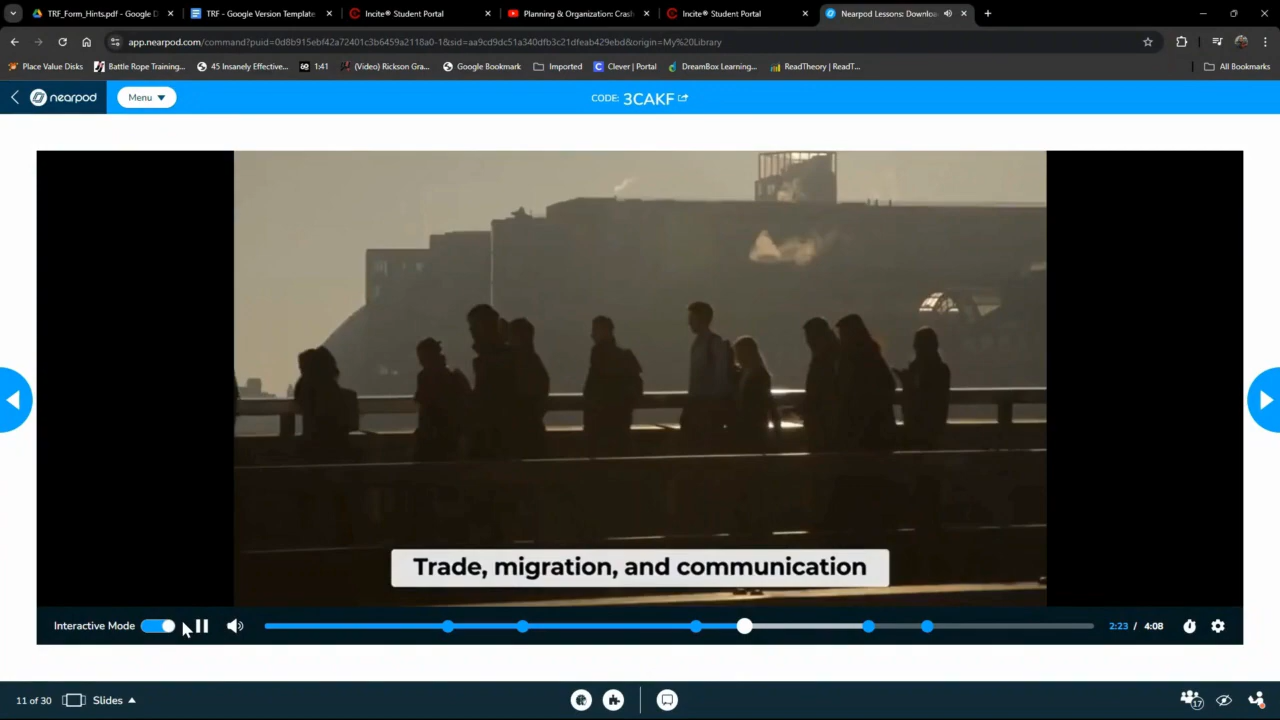 TRF_Form_Hints.pdf - Google D
TRF - Google Version Template
Incite® Student Portal
Planning & Organization: Crash
Incite® Student Portal
Nearpod Lessons: Downloa
app.nearpod.com/command?puid=0d8b915ebf42a72401c3b6459a2118a0-1&sid=aa9cd9dc51a340dfb3c21dfeab429ebd&origin=My%20Library
Place Value Disks
Battle Rope Training...
45 Insanely Effective...
1:41
(Video) Rickson Gra...
Google Bookmark
Imported
Clever | Portal
DreamBox Learning...
ReadTheory | ReadT...
All Bookmarks
nearpod
Menu
CODE: 3CAKF
Trade, migration, and communication
Interactive Mode
2:23 / 4:08
11 of 30
Slides
17